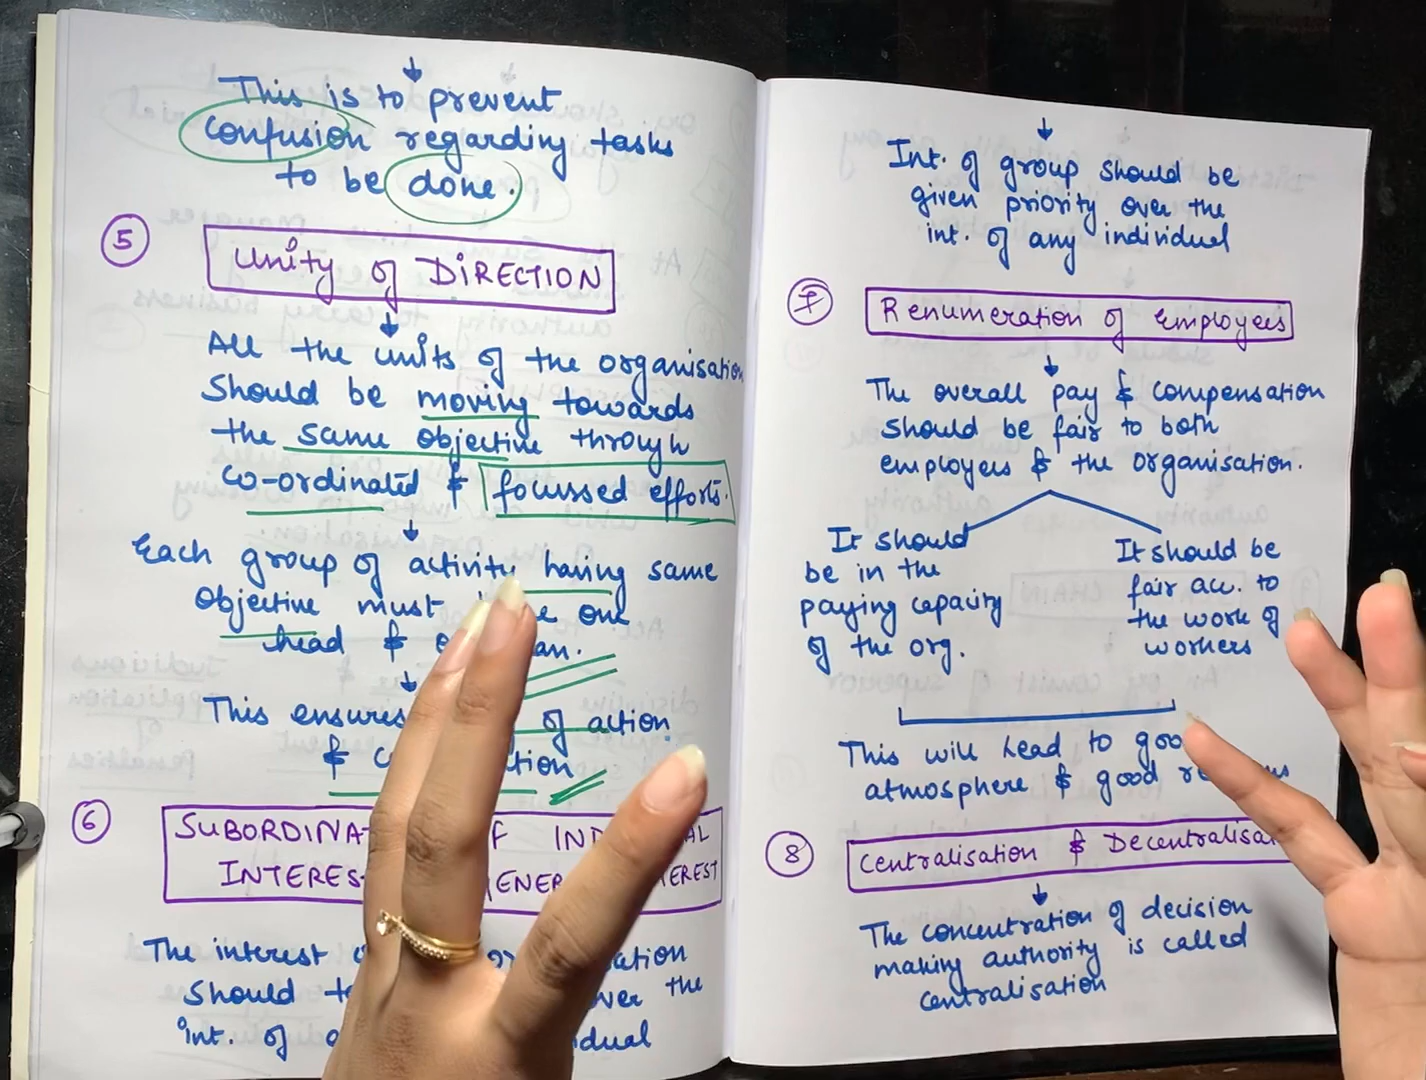 This is to prevent
confusion regarding tasks
to be done.
5
Unity of DIRECTION
All the units of the organisation
should be moving towards
the same objective through
co-ordinated & focussed efforts.
Each group of activity having same
objective must one
head &
This ensures of action
&
6
INTEREST
The interest
should the
int. of
Int. of group should be
given priority over the
int. of any individual
7
Renumeration of employees
The overall pay & compensation
should be fair to both
employees & the organisation.
It should
be in the
paying capacity
of the org.
It should be
fair acc. to
the work of
workers
This will lead to
atmosphere & good
8
Centralisation &
The concentration of decision
making authority is called
centralisation